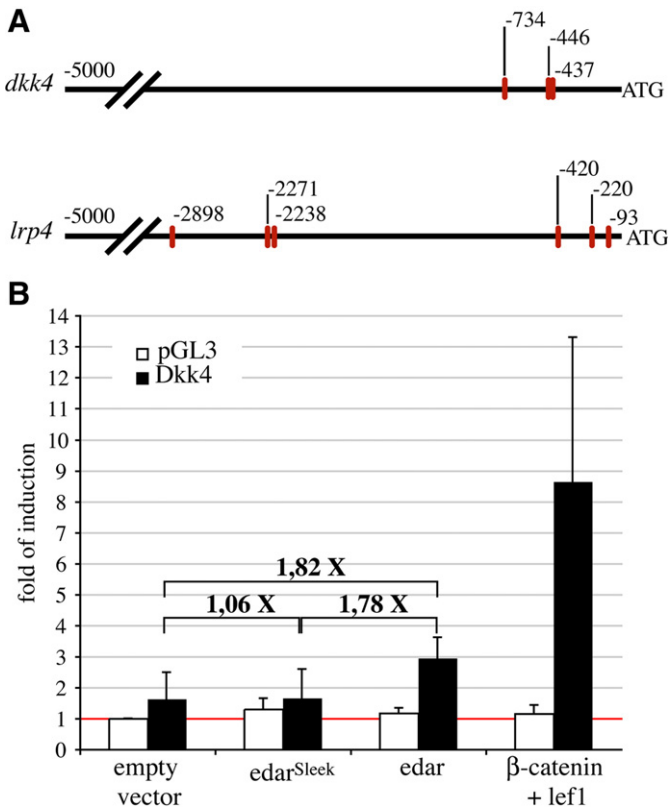 A
-734
-446
dkk4 -5000 -437 ATG
-2271 -420 -220
lrp4 -5000 -2898 -2238 -93 ATG
B
14
13
12
11
10
9
8
7
6
5
4
3
2
1
0
fold of induction
pGL3
Dkk4
1,82 X
1,06 X 1,78 X
empty vector
edarSleek
edar
β-catenin + lef1